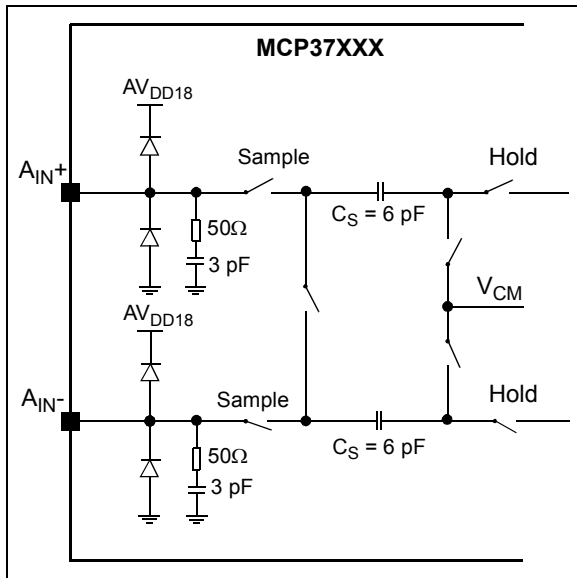 MCP37XXX
AVDD18
AIN+
Sample
Hold
CS = 6 pF
50Ω
3 pF
VCM
AVDD18
AIN-
Sample
Hold
CS = 6 pF
50Ω
3 pF